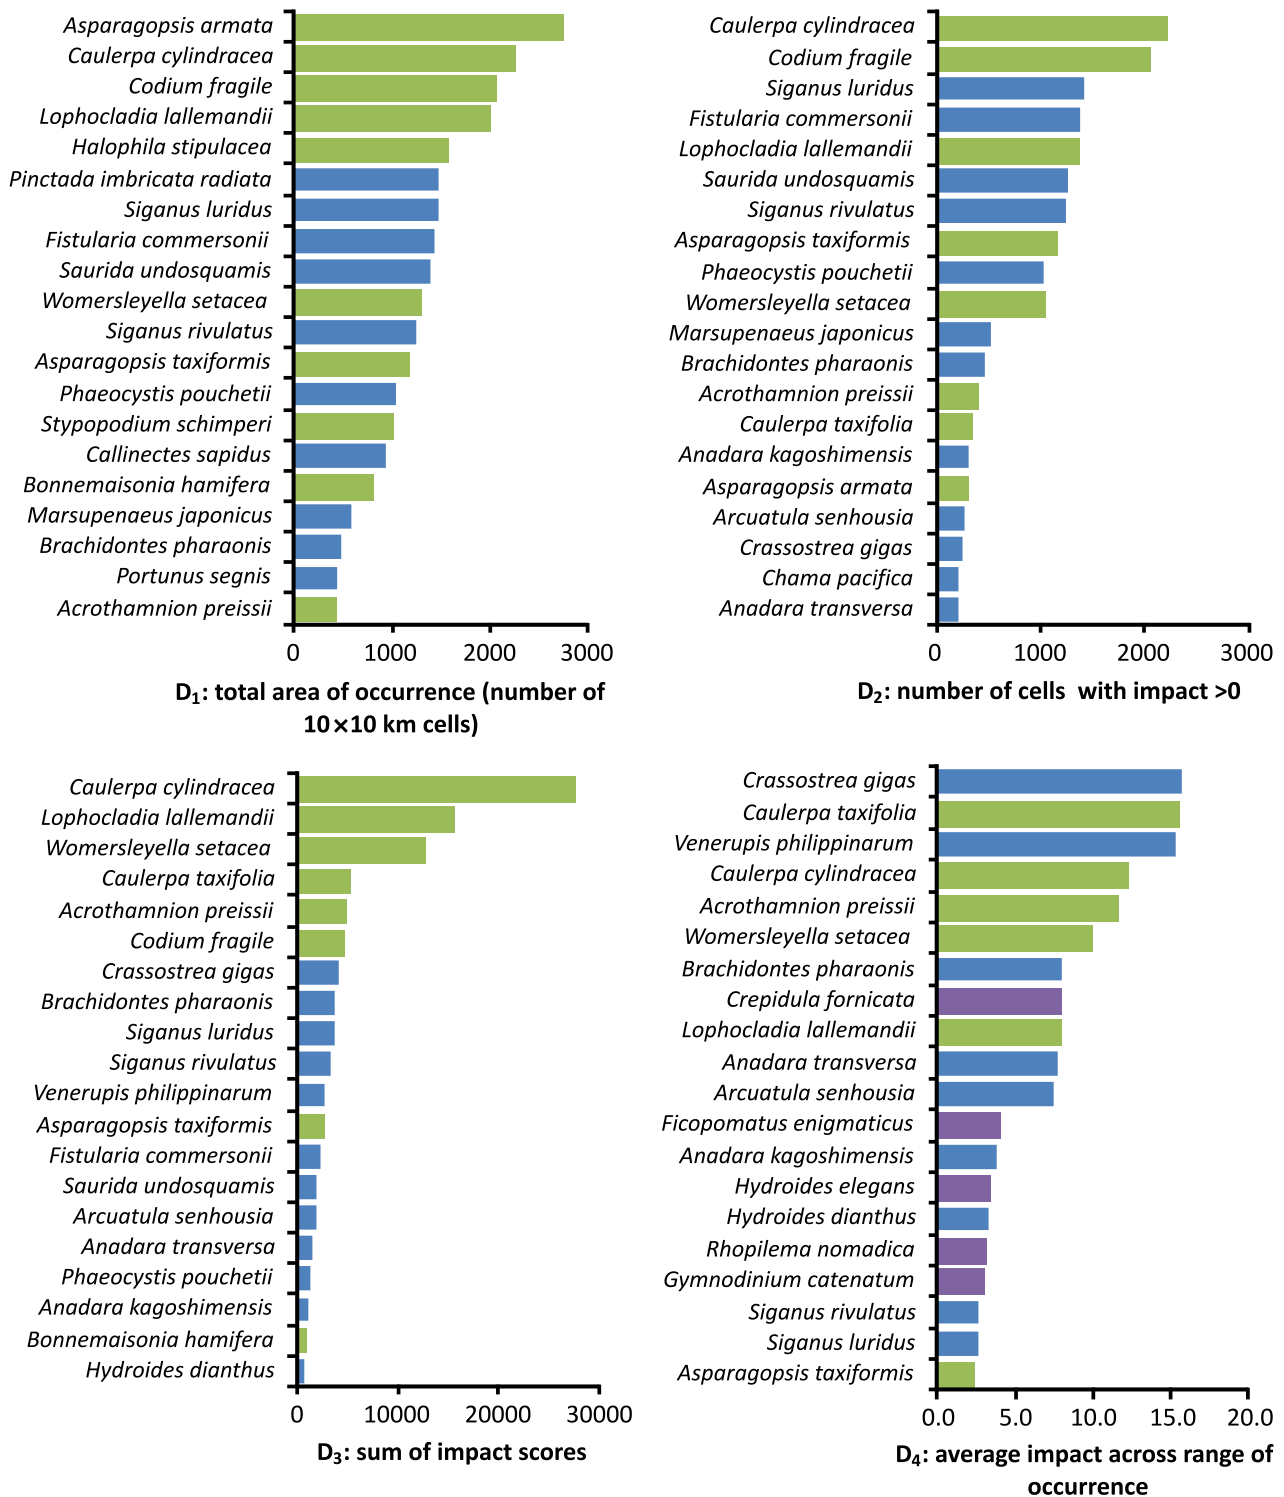 Asparagopsis armata
Caulerpa cylindracea
Codium fragile
Lophocladia lallemandii
Halophila stipulacea
Pinctada imbricata radiata
Siganus luridus
Fistularia commersonii
Saurida undosquamis
Womersleyella setacea
Siganus rivulatus
Asparagopsis taxiformis
Phaeocystis pouchetii
Stypopodium schimperi
Callinectes sapidus
Bonnemaisonia hamifera
Marsupenaeus japonicus
Brachidontes pharaonis
Portunus segnis
Acrothamnion preissii
0 1000 2000 3000
D₁: total area of occurrence (number of
10×10 km cells)
Caulerpa cylindracea
Codium fragile
Siganus luridus
Fistularia commersonii
Lophocladia lallemandii
Saurida undosquamis
Siganus rivulatus
Asparagopsis taxiformis
Phaeocystis pouchetii
Womersleyella setacea
Marsupenaeus japonicus
Brachidontes pharaonis
Acrothamnion preissii
Caulerpa taxifolia
Anadara kagoshimensis
Asparagopsis armata
Arcuatula senhousia
Crassostrea gigas
Chama pacifica
Anadara transversa
0 1000 2000 3000
D₂: number of cells with impact >0
Caulerpa cylindracea
Lophocladia lallemandii
Womersleyella setacea
Caulerpa taxifolia
Acrothamnion preissii
Codium fragile
Crassostrea gigas
Brachidontes pharaonis
Siganus luridus
Siganus rivulatus
Venerupis philippinarum
Asparagopsis taxiformis
Fistularia commersonii
Saurida undosquamis
Arcuatula senhousia
Anadara transversa
Phaeocystis pouchetii
Anadara kagoshimensis
Bonnemaisonia hamifera
Hydroides dianthus
0 10000 20000 30000
D₃: sum of impact scores
Crassostrea gigas
Caulerpa taxifolia
Venerupis philippinarum
Caulerpa cylindracea
Acrothamnion preissii
Womersleyella setacea
Brachidontes pharaonis
Crepidula fornicata
Lophocladia lallemandii
Anadara transversa
Arcuatula senhousia
Ficopomatus enigmaticus
Anadara kagoshimensis
Hydroides elegans
Hydroides dianthus
Rhopilema nomadica
Gymnodinium catenatum
Siganus rivulatus
Siganus luridus
Asparagopsis taxiformis
0.0 5.0 10.0 15.0 20.0
D₄: average impact across range of
occurrence